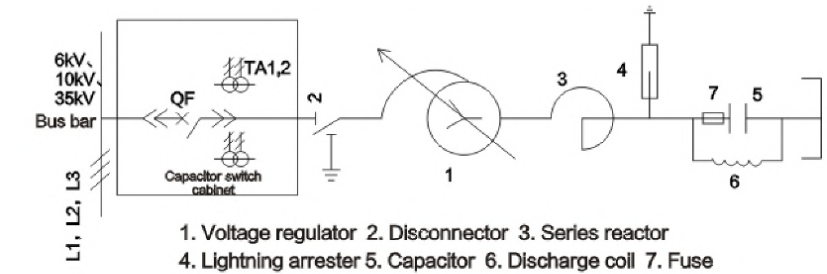 6kV、
10kV、
35kV
Bus bar
QF
TA1,2
Capacitor switch
cabinet
L1, L2, L3
2
1
3
4
7
5
6
1. Voltage regulator 2. Disconnector 3. Series reactor
4. Lightning arrester 5. Capacitor 6. Discharge coil 7. Fuse